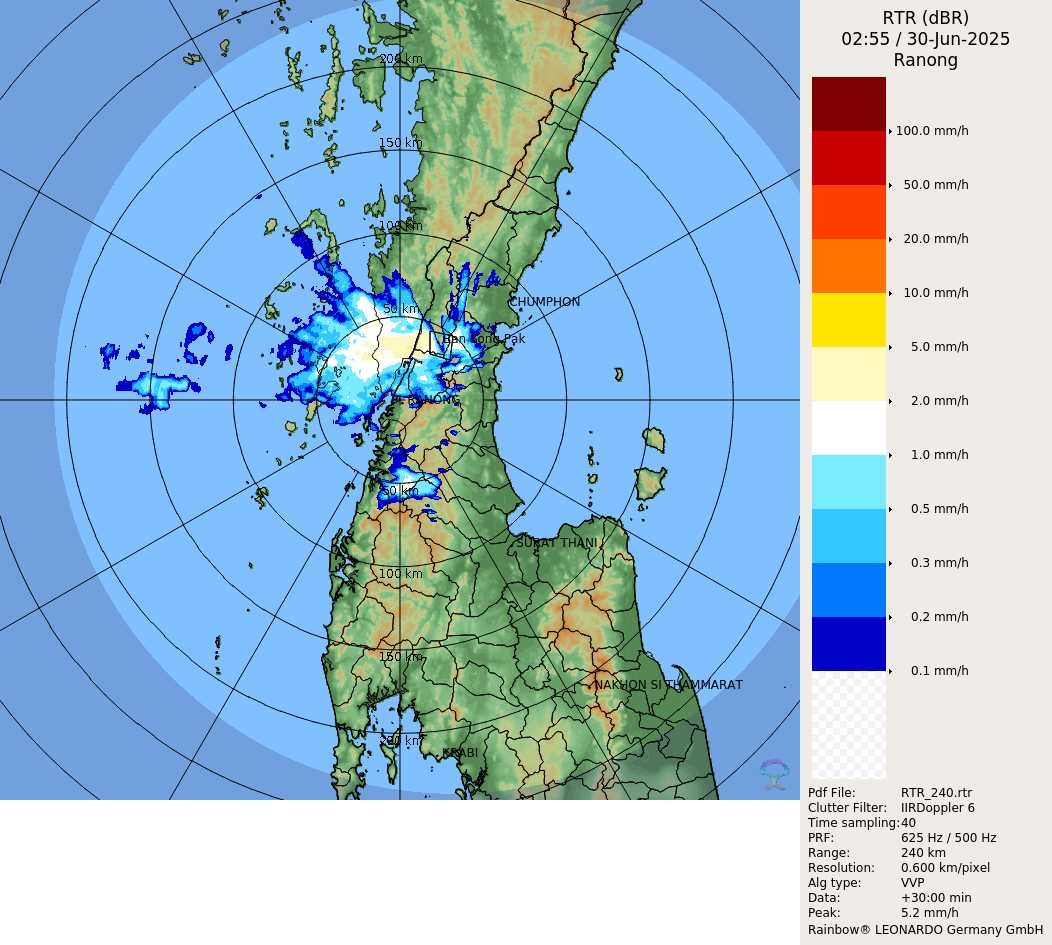 RTR (dBR)
02:55 / 30-Jun-2025
Ranong
200 km
150 km
100 km
50 km
CHUMPHON
Ban Gong Pak
RANONG
50 km
SURAT THANI
100 km
150 km
NAKHON SI THAMMARAT
200 km
KRABI
100.0 mm/h
50.0 mm/h
20.0 mm/h
10.0 mm/h
5.0 mm/h
2.0 mm/h
1.0 mm/h
0.5 mm/h
0.3 mm/h
0.2 mm/h
0.1 mm/h
Pdf File: RTR_240.rtr
Clutter Filter: IIRDoppler 6
Time sampling: 40
PRF: 625 Hz / 500 Hz
Range: 240 km
Resolution: 0.600 km/pixel
Alg type: VVP
Data: +30:00 min
Peak: 5.2 mm/h
Rainbow® LEONARDO Germany GmbH